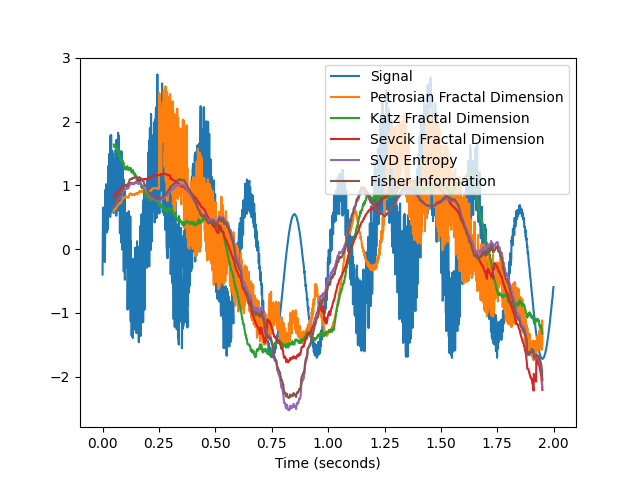 3
2
1
0
−1
−2
Signal
Petrosian Fractal Dimension
Katz Fractal Dimension
Sevcik Fractal Dimension
SVD Entropy
Fisher Information
0.00 0.25 0.50 0.75 1.00 1.25 1.50 1.75 2.00
Time (seconds)